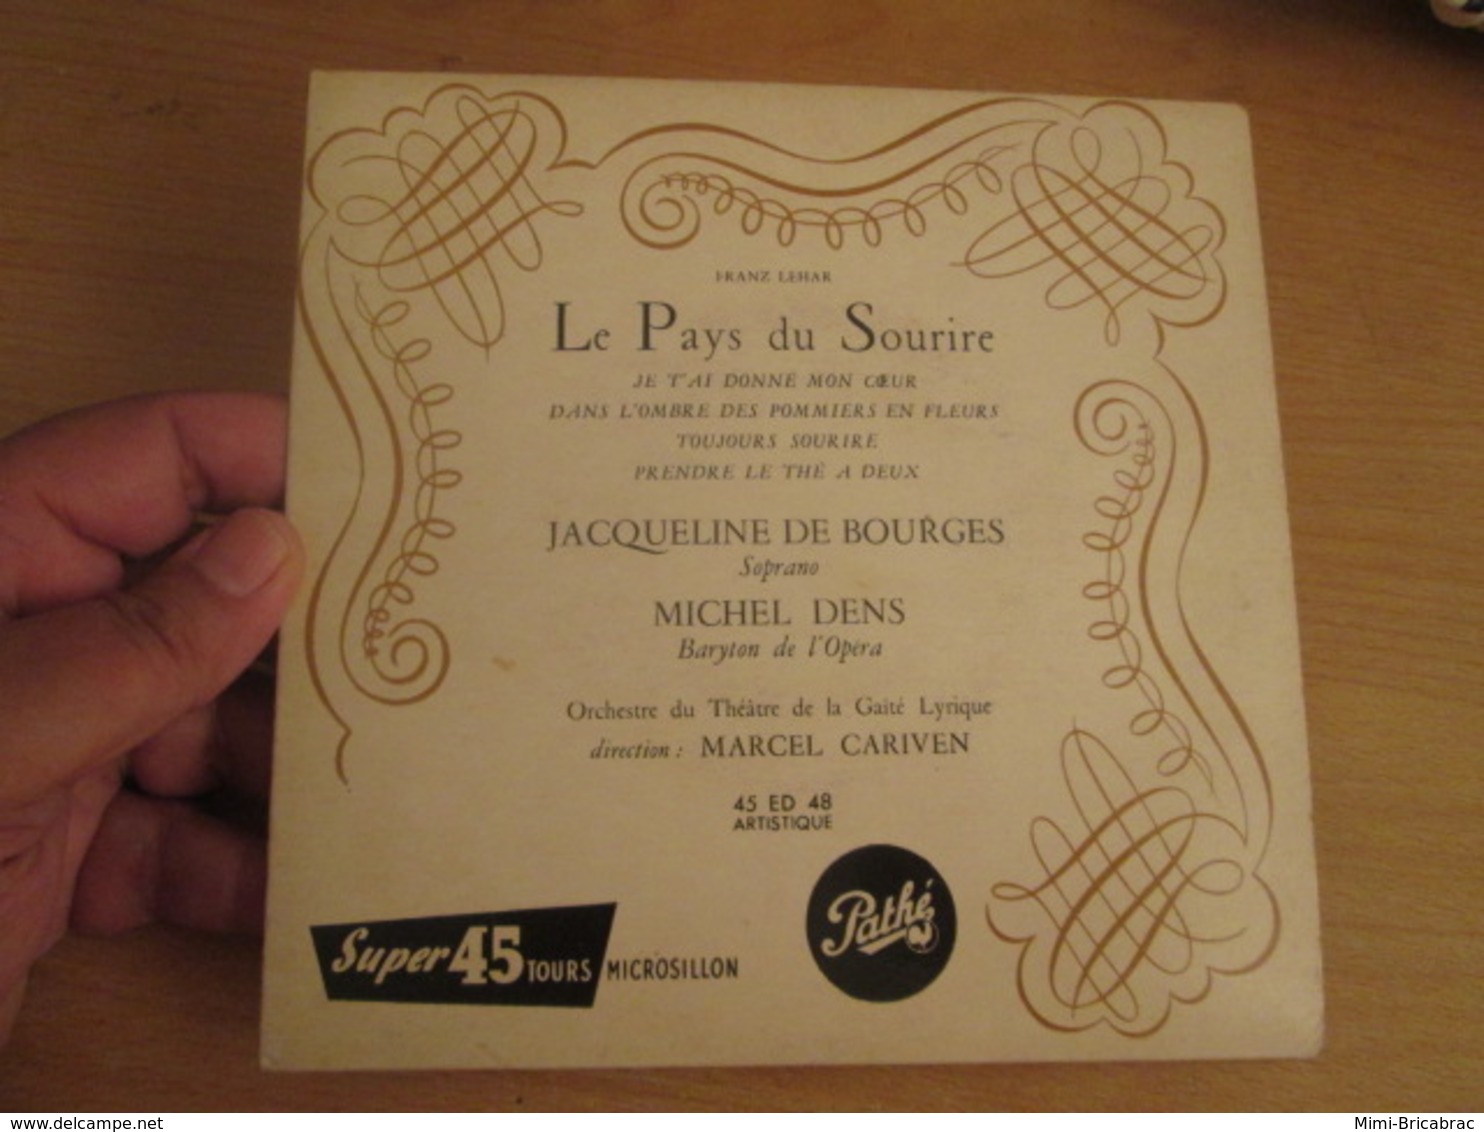 FRANZ LEHAR
Le Pays du Sourire
JE T'AI DONNÉ MON CŒUR
DANS L'OMBRE DES POMMIERS EN FLEURS
TOUJOURS SOURIRE
PRENDRE LE THÉ A DEUX
JACQUELINE DE BOURGES
Soprano
MICHEL DENS
Baryton de l'Opéra
Orchestre du Théâtre de la Gaîté Lyrique
direction : MARCEL CARIVEN
45 ED 48
ARTISTIQUE
Pathé
Super 45 TOURS MICROSILLON
www.delcampe.net
Mimi-Bricabrac